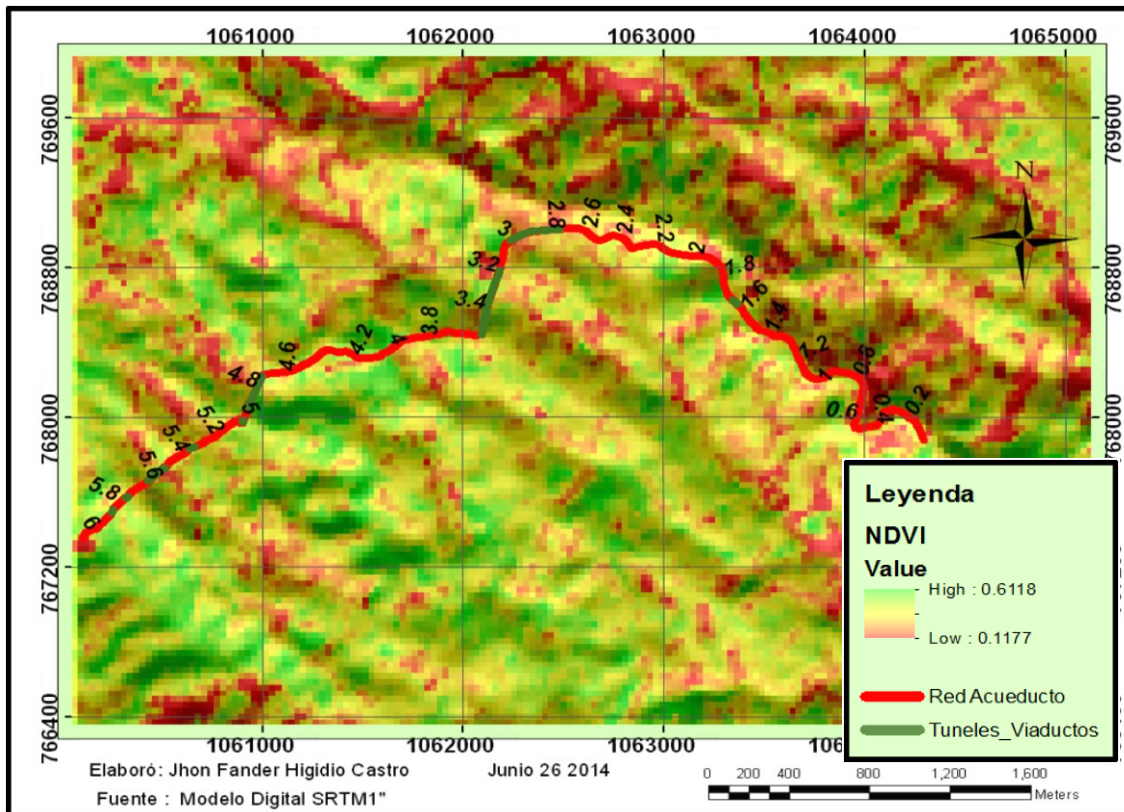 1061000 1062000 1063000 1064000 1065000
769600
768800
768000
767200
766400
769600
768800
768000
N
3
2.8
2.6
2.4
2.2
2
1.8
1.6
1.4
1.2
1
0.8
0.6
0.4
0.2
3.2
3.4
3.8
4
4.2
4.6
4.8
5
5.2
5.4
5.6
5.8
6
Leyenda
NDVI
Value
High : 0.6118
Low : 0.1177
Red Acueducto
Tuneles_Viaductos
1061000 1062000 1063000
Elaboró: Jhon Fander Higidio Castro Junio 26 2014
Fuente : Modelo Digital SRTM1"
0 200 400 800 1,200 1,600
Meters